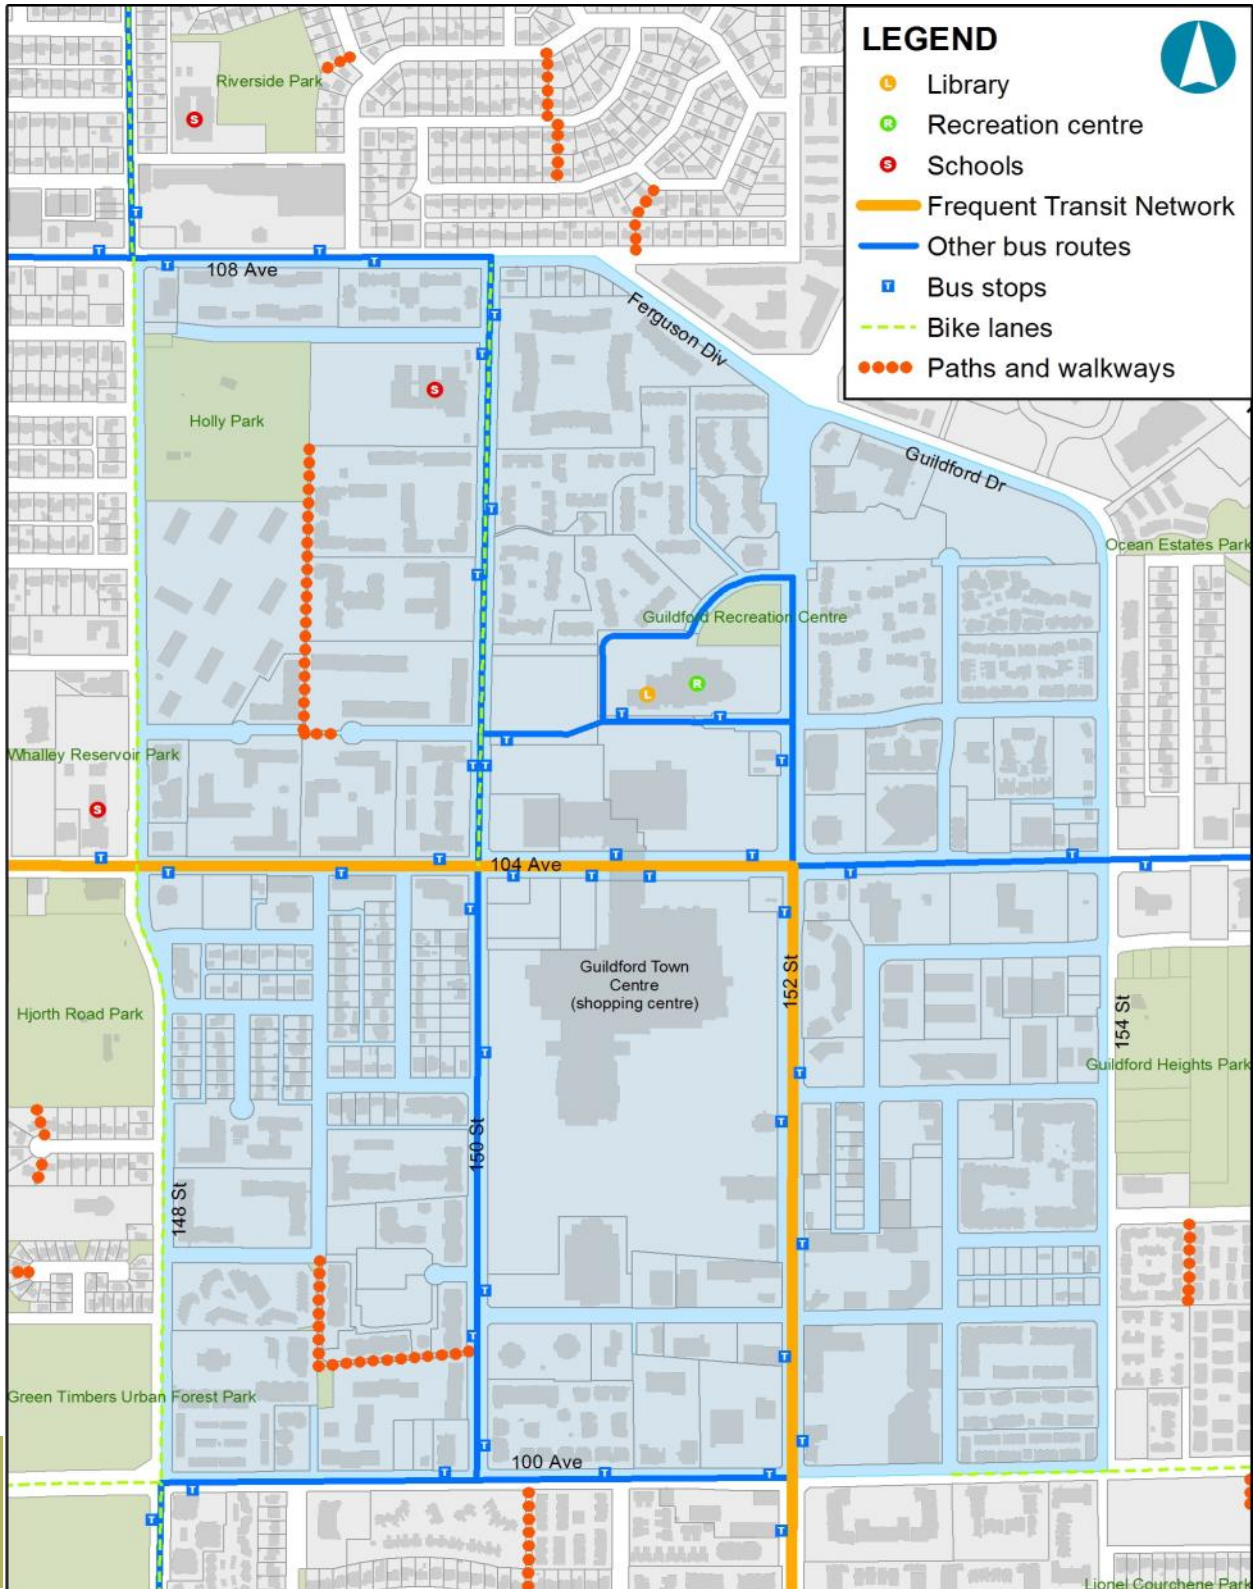 LEGEND
L Library
R Recreation centre
S Schools
Frequent Transit Network
Other bus routes
T Bus stops
Bike lanes
Paths and walkways
Riverside Park
S
108 Ave
Ferguson Div
Holly Park
S
Guildford Dr
Ocean Estates Park
Guildford Recreation Centre
L
R
Whalley Reservoir Park
S
104 Ave
Guildford Town
Centre
(shopping centre)
152 St
154 St
Hjorth Road Park
Guildford Heights Park
150 St
148 St
Green Timbers Urban Forest Park
100 Ave
Lionel Courchene Park